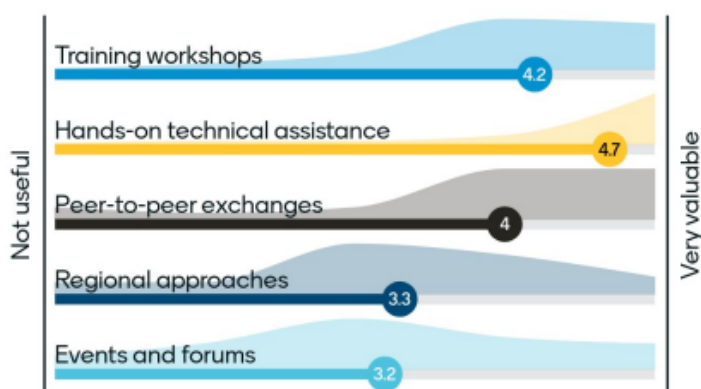 Training workshops
4.2
Hands-on technical assistance
4.7
Peer-to-peer exchanges
4
Regional approaches
3.3
Events and forums
3.2
Not useful
Very valuable